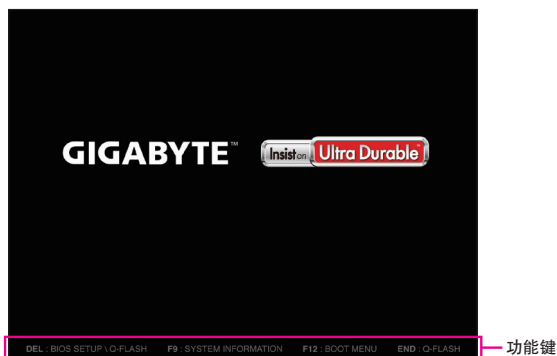 GIGABYTE™ Insist on Ultra Durable™
DEL : BIOS SETUP \ Q-FLASH F9 : SYSTEM INFORMATION F12 : BOOT MENU END : Q-FLASH
功能键